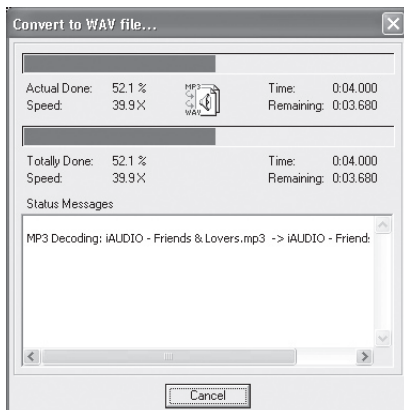 Convert to WAV file...
Actual Done: 52.1 % MP3 Time: 0:04.000
Speed: 39.9X WAV Remaining: 0:03.680
Totally Done: 52.1 % Time: 0:04.000
Speed: 39.9X Remaining: 0:03.680
Status Messages
MP3 Decoding: iAUDIO - Friends & Lovers.mp3 -> iAUDIO - Friend
Cancel